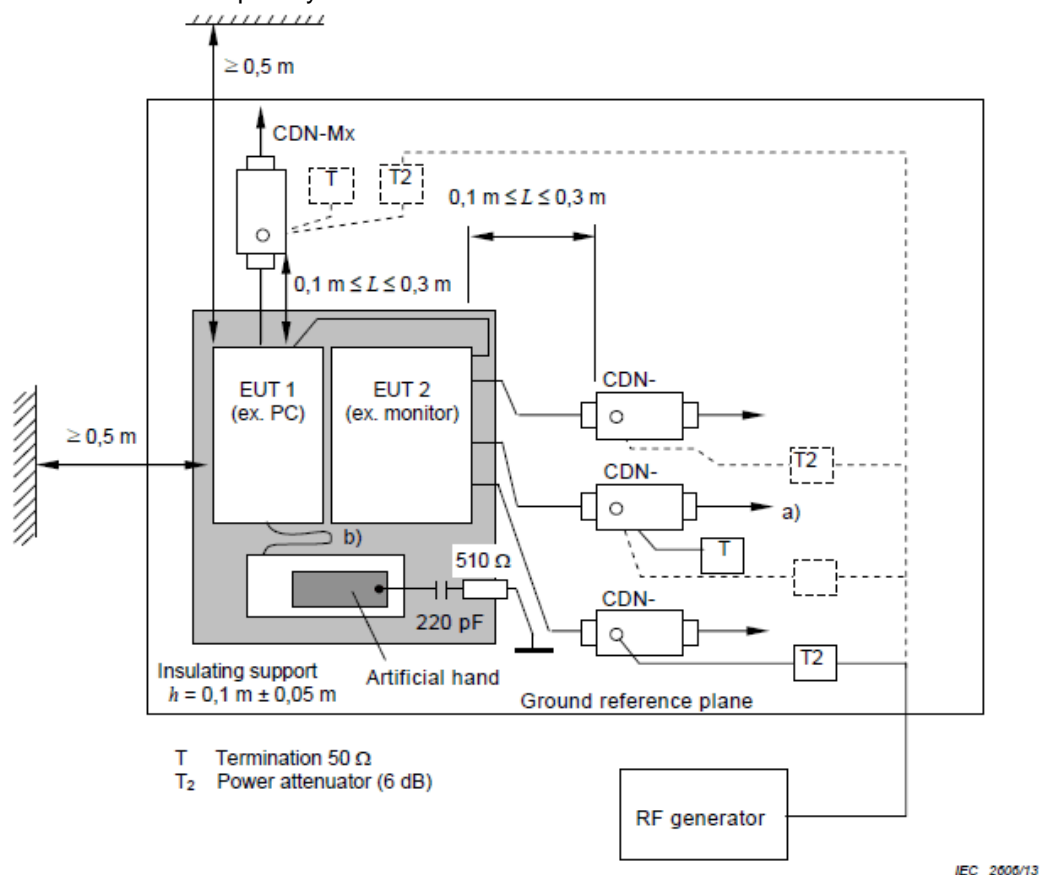 ≥ 0,5 m
CDN-Mx
T
T2
0,1 m ≤ L ≤ 0,3 m
0,1 m ≤ L ≤ 0,3 m
EUT 1
(ex. PC)
EUT 2
(ex. monitor)
CDN-
≥ 0,5 m
T2
CDN-
a)
b)
T
510 Ω
CDN-
220 pF
T2
Insulating support
h = 0,1 m ± 0,05 m
Artificial hand
Ground reference plane
T Termination 50 Ω
T2 Power attenuator (6 dB)
RF generator
IEC 2606/13